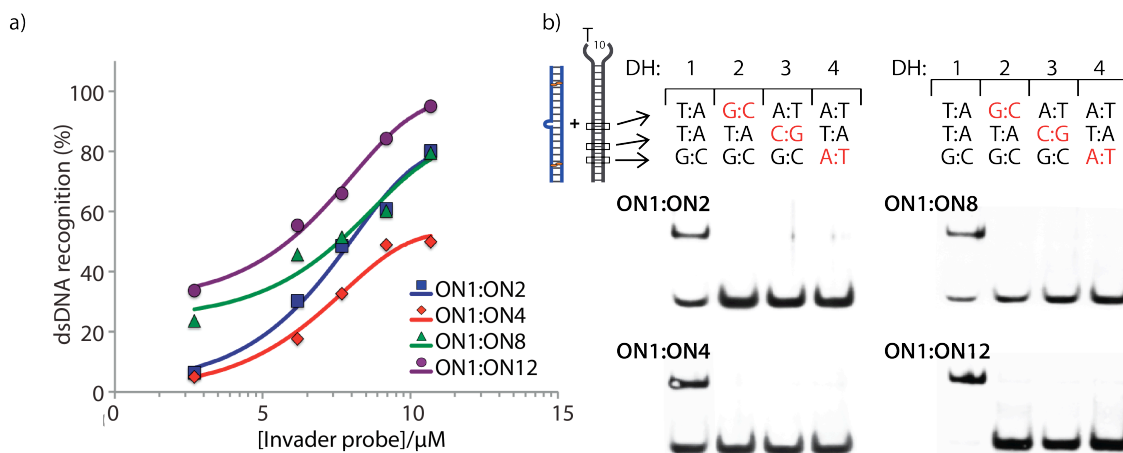 a)
dsDNA recognition (%)
100
80
60
40
20
0
0
5
10
15
[Invader probe]/µM
ON1:ON2
ON1:ON4
ON1:ON8
ON1:ON12
b)
T10
+
DH: 1 2 3 4
T:A G:C A:T A:T
T:A T:A C:G T:A
G:C G:C G:C A:T
1 2 3 4
T:A G:C A:T A:T
T:A T:A C:G T:A
G:C G:C G:C A:T
ON1:ON2
ON1:ON8
ON1:ON4
ON1:ON12